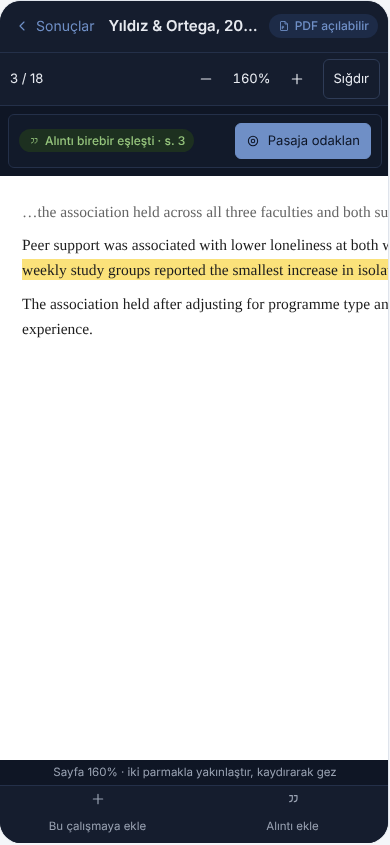 Sonuçlar Yıldız & Ortega, 20... PDF açılabilir
3 / 18 160% Sığdır
Alıntı birebir eşleşti · s. 3 Pasaja odaklan
…the association held across all three faculties and both su
Peer support was associated with lower loneliness at both w
weekly study groups reported the smallest increase in isola
The association held after adjusting for programme type an
experience.
Sayfa 160% · iki parmakla yakınlaştır, kaydırarak gez
Bu çalışmaya ekle Alıntı ekle